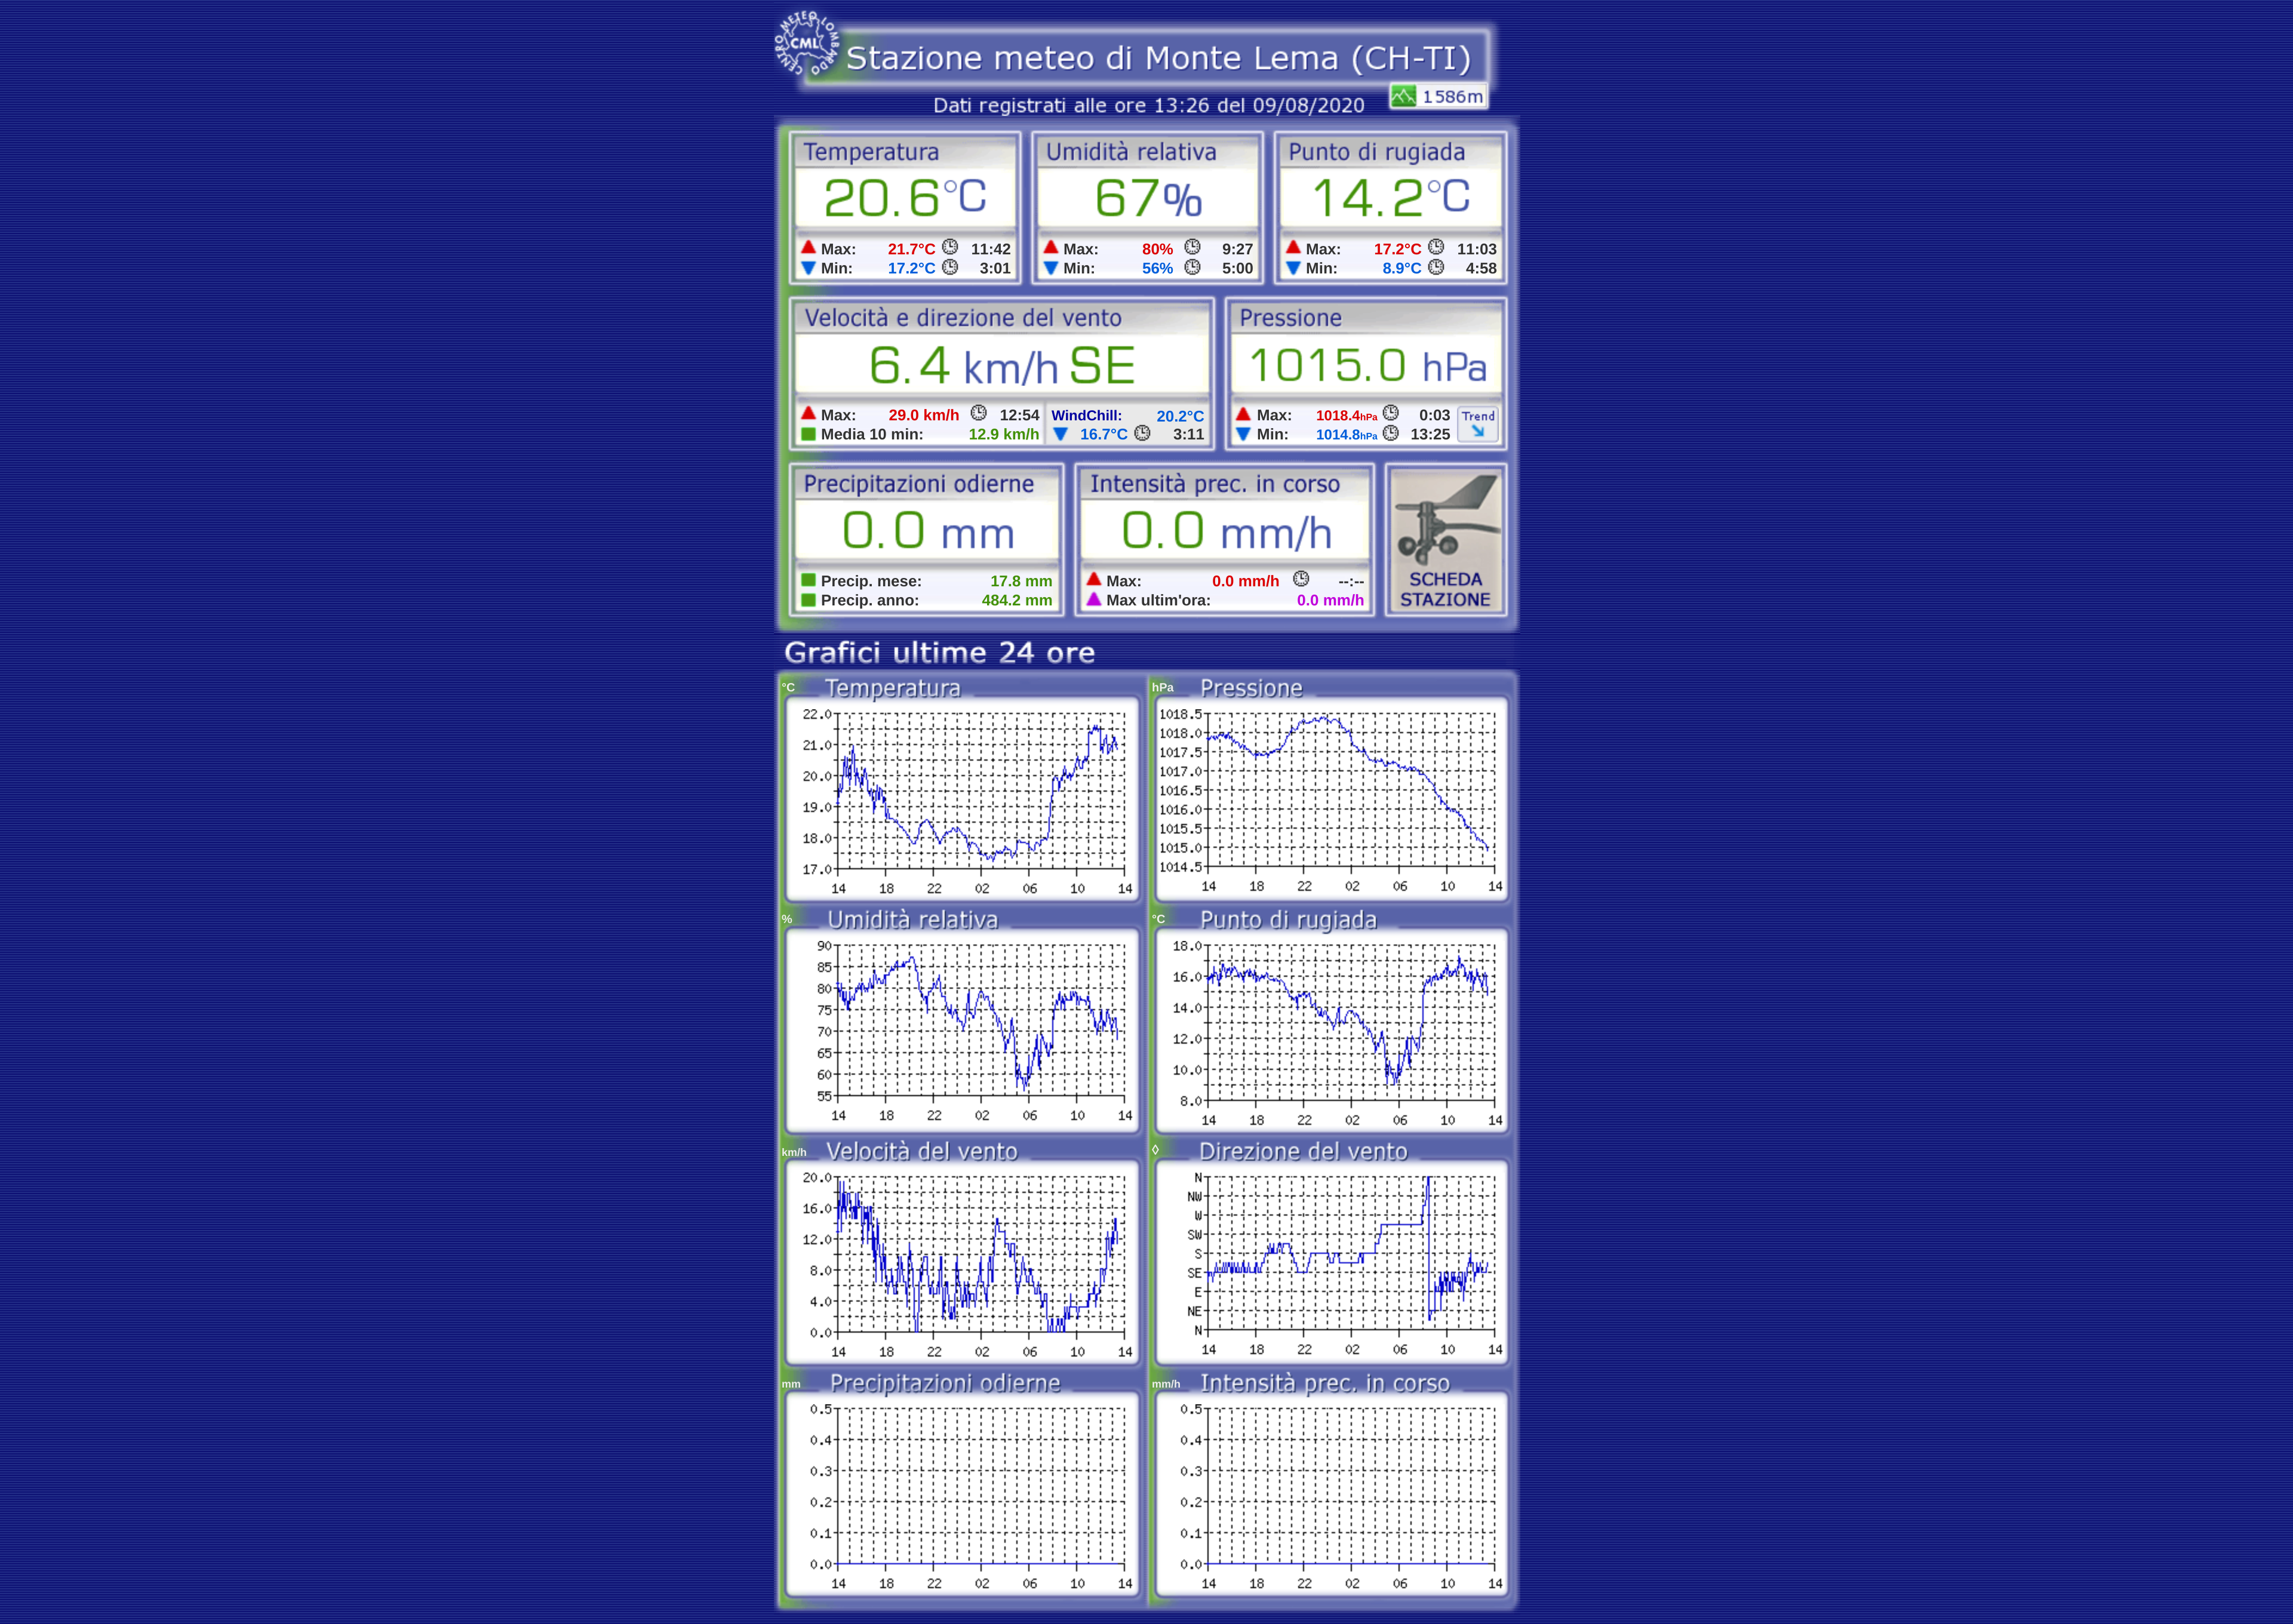 CENTRO METEO LOMBARDO
CML
Stazione meteo di Monte Lema (CH-TI)
1586m
Dati registrati alle ore 13:26 del 09/08/2020
Temperatura
20.6°C
Max: 21.7°C 11:42
Min: 17.2°C 3:01
Umidità relativa
67%
Max: 80% 9:27
Min: 56% 5:00
Punto di rugiada
14.2°C
Max: 17.2°C 11:03
Min: 8.9°C 4:58
Velocità e direzione del vento
6.4 km/h SE
Max: 29.0 km/h 12:54
Media 10 min: 12.9 km/h
WindChill: 20.2°C
16.7°C 3:11
Pressione
1015.0 hPa
Max: 1018.4hPa 0:03
Min: 1014.8hPa 13:25
Trend
Precipitazioni odierne
0.0 mm
Precip. mese: 17.8 mm
Precip. anno: 484.2 mm
Intensità prec. in corso
0.0 mm/h
Max: 0.0 mm/h --:--
Max ultim'ora: 0.0 mm/h
SCHEDA
STAZIONE
Grafici ultime 24 ore
°C Temperatura
22.0
21.0
20.0
19.0
18.0
17.0
14 18 22 02 06 10 14
hPa Pressione
1018.5
1018.0
1017.5
1017.0
1016.5
1016.0
1015.5
1015.0
1014.5
14 18 22 02 06 10 14
% Umidità relativa
90
85
80
75
70
65
60
55
14 18 22 02 06 10 14
°C Punto di rugiada
18.0
16.0
14.0
12.0
10.0
8.0
14 18 22 02 06 10 14
km/h Velocità del vento
20.0
16.0
12.0
8.0
4.0
0.0
14 18 22 02 06 10 14
◊ Direzione del vento
N
NW
W
SW
S
SE
E
NE
N
14 18 22 02 06 10 14
mm Precipitazioni odierne
0.5
0.4
0.3
0.2
0.1
0.0
14 18 22 02 06 10 14
mm/h Intensità prec. in corso
0.5
0.4
0.3
0.2
0.1
0.0
14 18 22 02 06 10 14